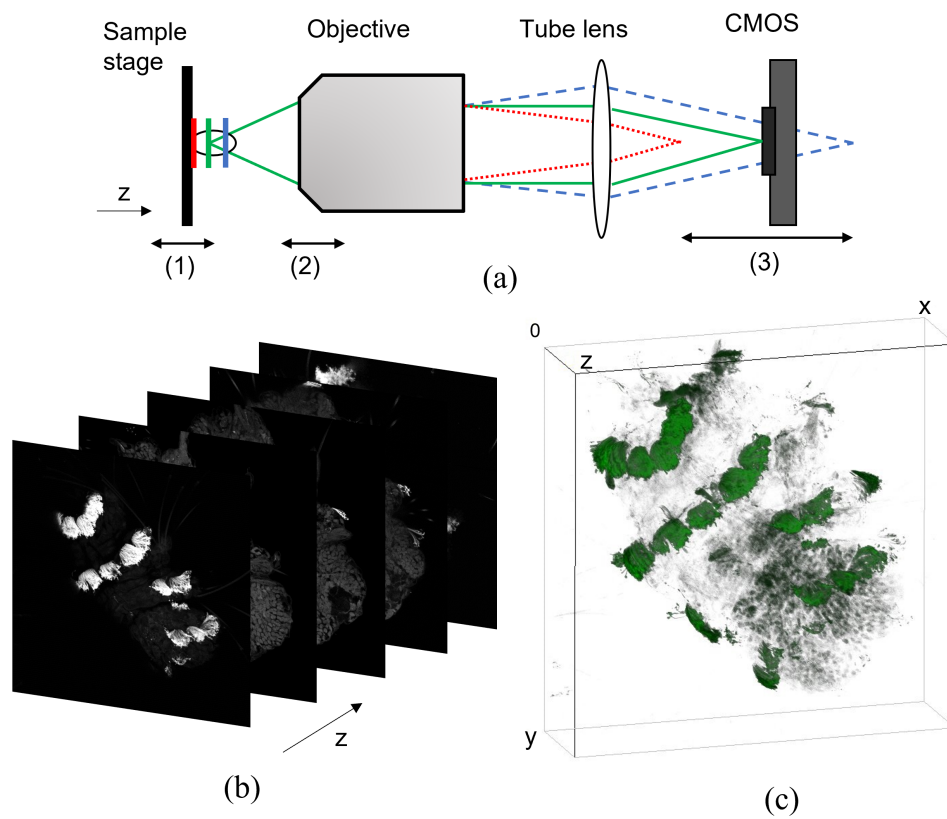 Sample
stage
Objective
Tube lens
CMOS
z
(1)
(2)
(3)
(a)
0
x
z
y
z
(b)
(c)